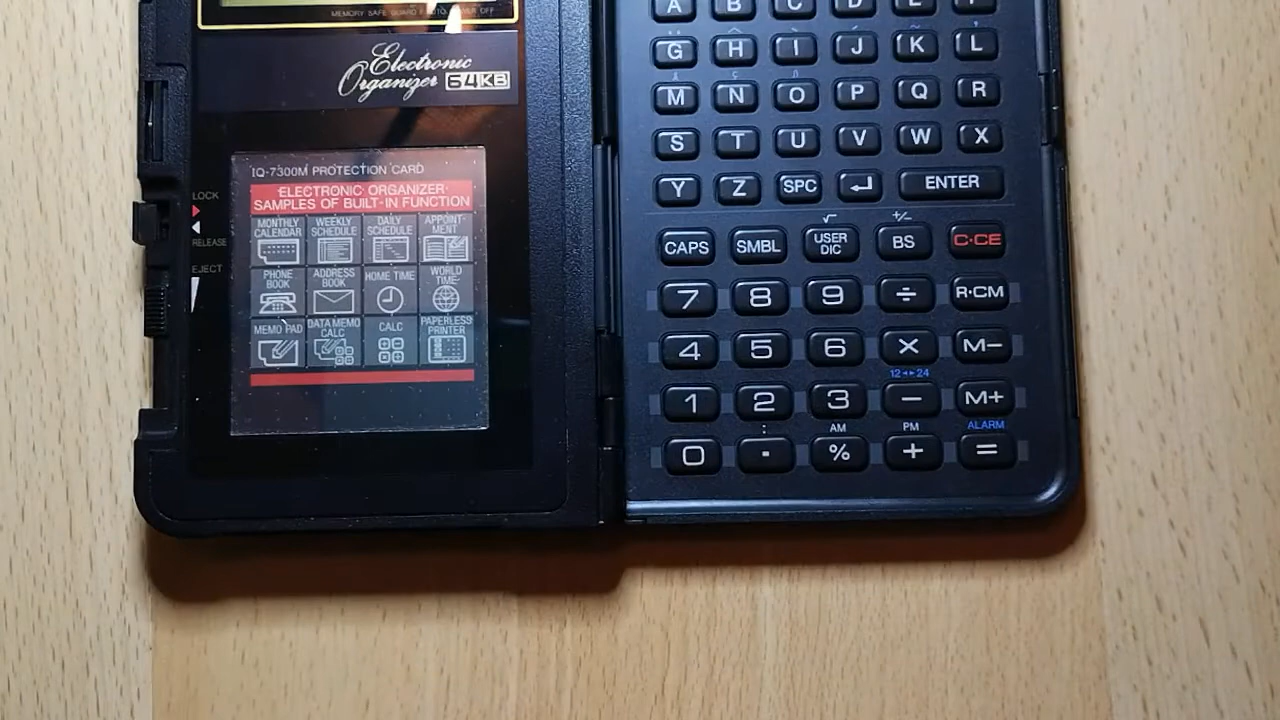 MEMORY SAFE GUARD / AUTO POWER OFF
Electronic
Organizer 64KB
LOCK
RELEASE
EJECT
IQ-7300M PROTECTION CARD
ELECTRONIC ORGANIZER
SAMPLES OF BUILT-IN FUNCTION
MONTHLY CALENDAR
WEEKLY SCHEDULE
DAILY SCHEDULE
APPOINT-MENT
PHONE BOOK
ADDRESS BOOK
HOME TIME
WORLD TIME
MEMO PAD
DATA MEMO CALC
CALC
PAPERLESS PRINTER
A B C D E F
G H I J K L
M N O P Q R
S T U V W X
Y Z SPC ↵ ENTER
√ +/−
CAPS SMBL USER DIC BS C·CE
7 8 9 ÷ R·CM
4 5 6 × M−
12◄►24
1 2 3 − M+
: AM PM ALARM
0 . % + =